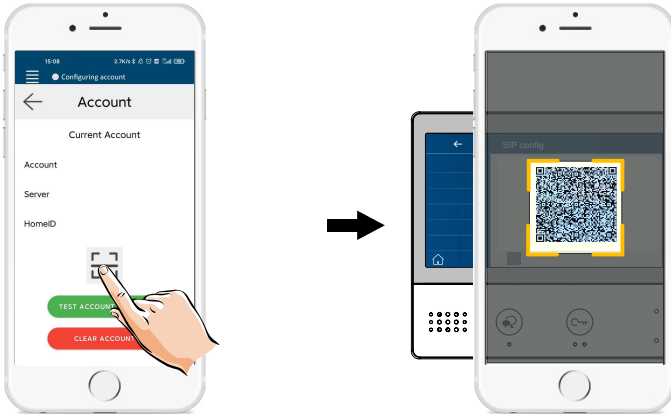 15:08
2.7K/s
Configuring account
Account
Current Account
Account
Server
HomeID
TEST ACCOUNT
CLEAR ACCOUNT
SIP config